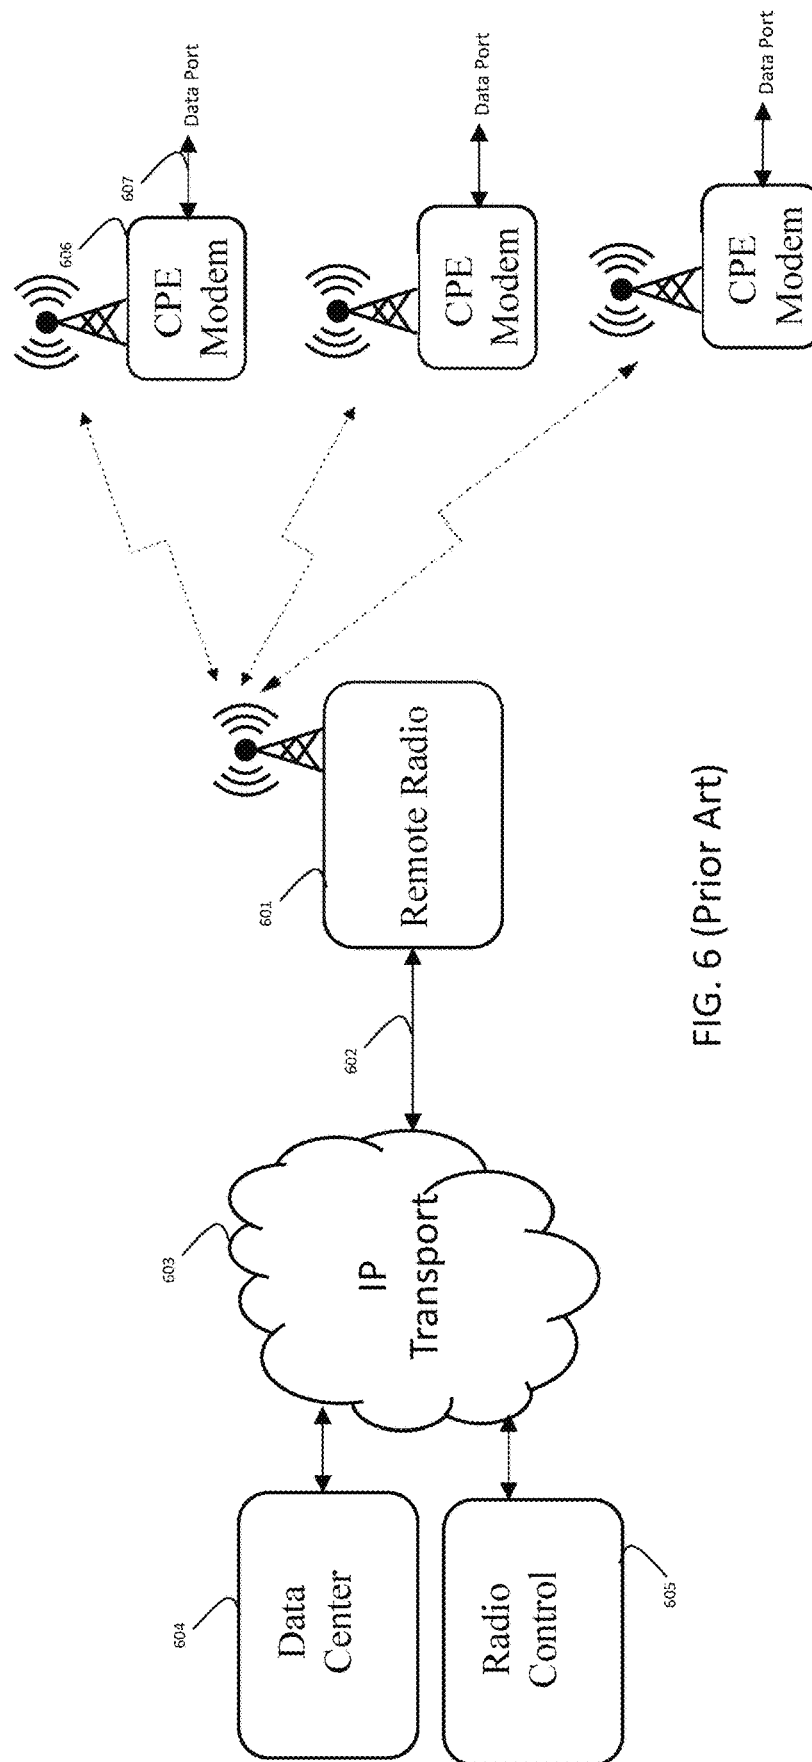 604
Data
Center
Radio
Control
605
603
IP
Transport
602
601
Remote Radio
606
607
CPE
Modem
Data Port
CPE
Modem
Data Port
CPE
Modem
Data Port
FIG. 6 (Prior Art)